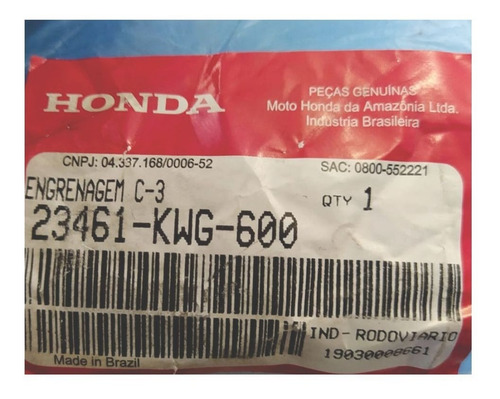 HONDA
PEÇAS GENUÍNAS
Moto Honda da Amazônia Ltda.
Indústria Brasileira
CNPJ: 04.337.168/0006-52
SAC: 0800-552221
ENGRENAGEM C-3
QTY 1
23461-KWG-600
IND-RODOVIARIO
19030008661
Made in Brazil